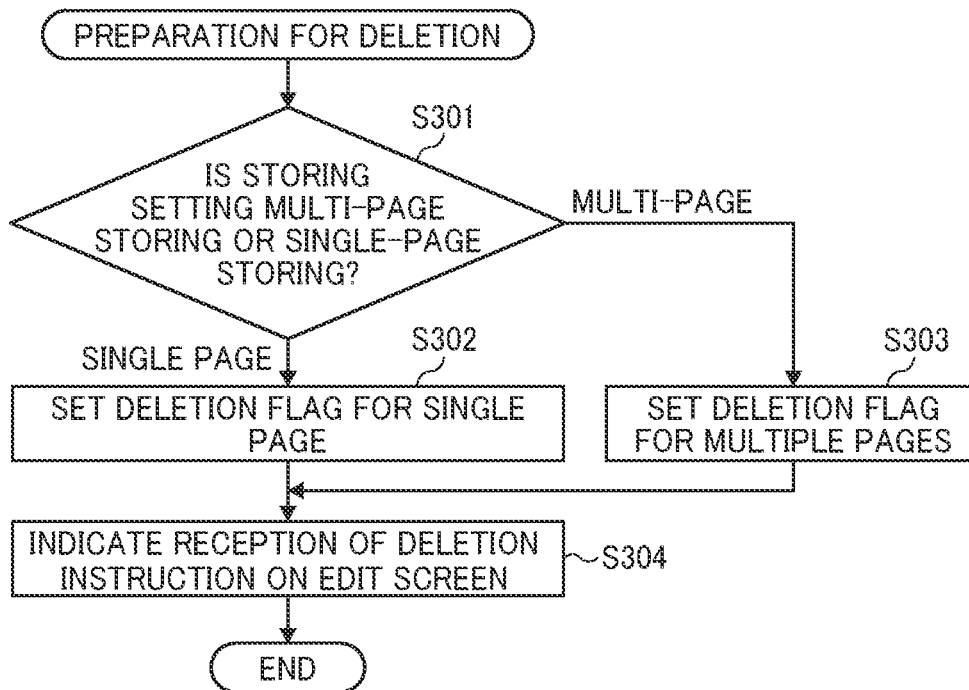 PREPARATION FOR DELETION
S301
IS STORING
SETTING MULTI-PAGE
STORING OR SINGLE-PAGE
STORING?
MULTI-PAGE
SINGLE PAGE
S302
S303
SET DELETION FLAG FOR SINGLE
PAGE
SET DELETION FLAG
FOR MULTIPLE PAGES
INDICATE RECEPTION OF DELETION
INSTRUCTION ON EDIT SCREEN
S304
END